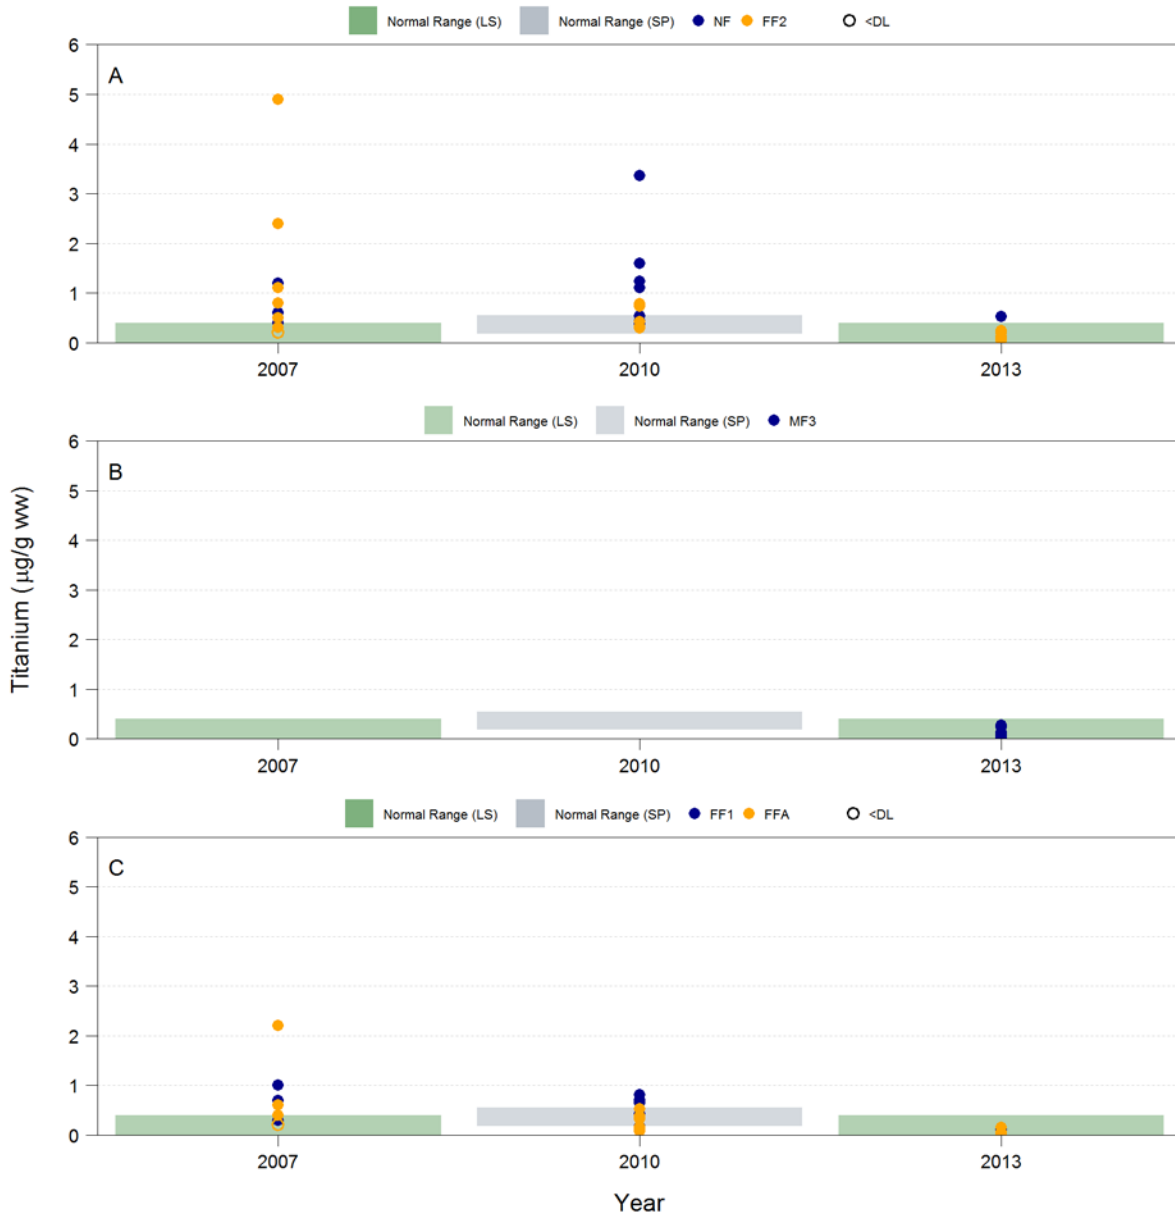 Normal Range (LS) Normal Range (SP) NF FF2 <DL
6
A
5
4
3
2
1
0
2007 2010 2013
Normal Range (LS) Normal Range (SP) MF3
6
B
5
4
3
2
1
0
2007 2010 2013
Titanium (µg/g ww)
Normal Range (LS) Normal Range (SP) FF1 FFA <DL
6
C
5
4
3
2
1
0
2007 2010 2013
Year